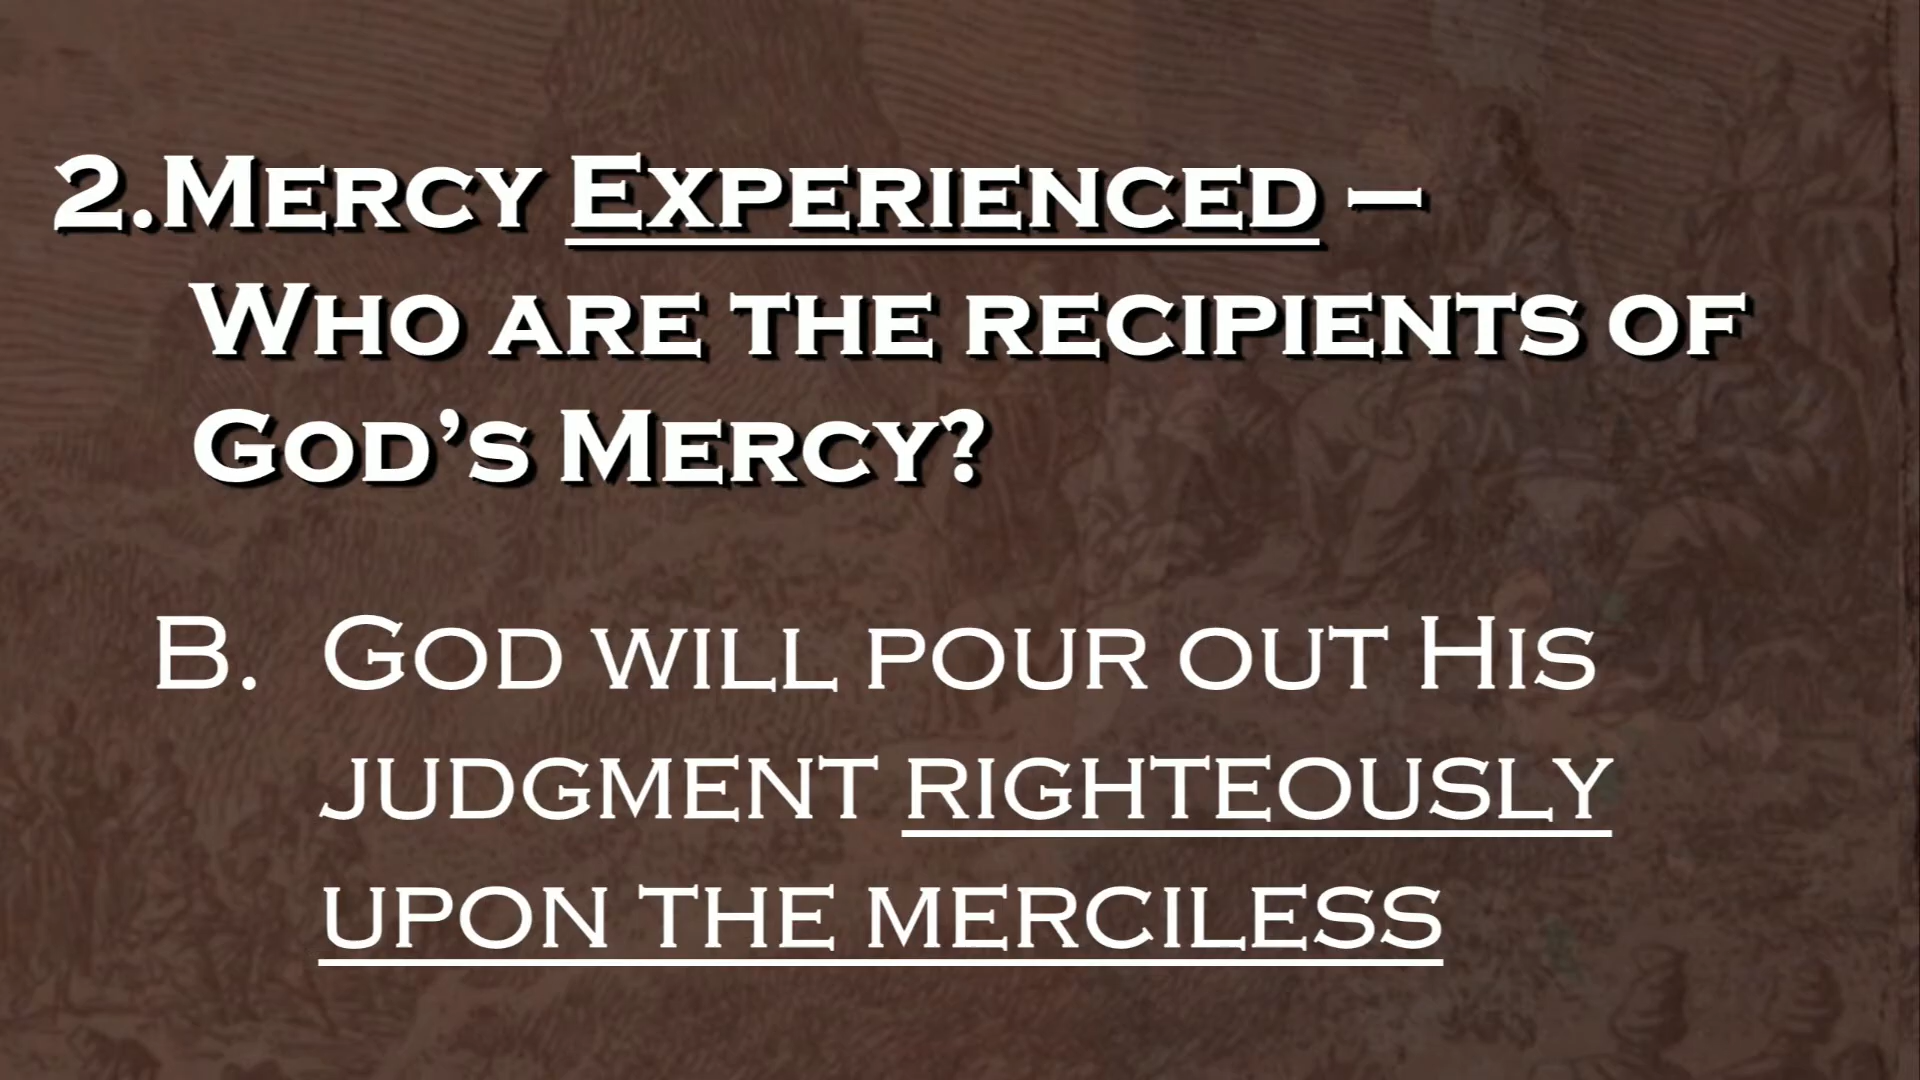 2. Mercy Experienced –
Who are the recipients of
God’s Mercy?
B. God will pour out His
judgment righteously
upon the merciless